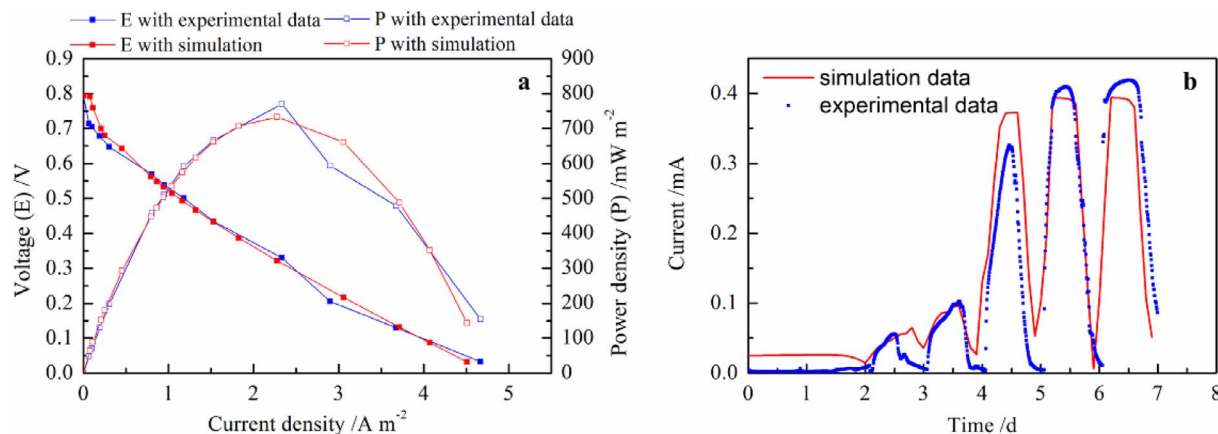 E with experimental data P with experimental data
E with simulation P with simulation
a
0.9
0.8
0.7
0.6
0.5
0.4
0.3
0.2
0.1
0.0
Voltage (E) /V
900
800
700
600
500
400
300
200
100
0
Power density (P) /mW m⁻²
0 1 2 3 4 5
Current density /A m⁻²
simulation data
experimental data
b
0.4
0.3
0.2
0.1
0.0
Current /mA
0 1 2 3 4 5 6 7 8
Time /d